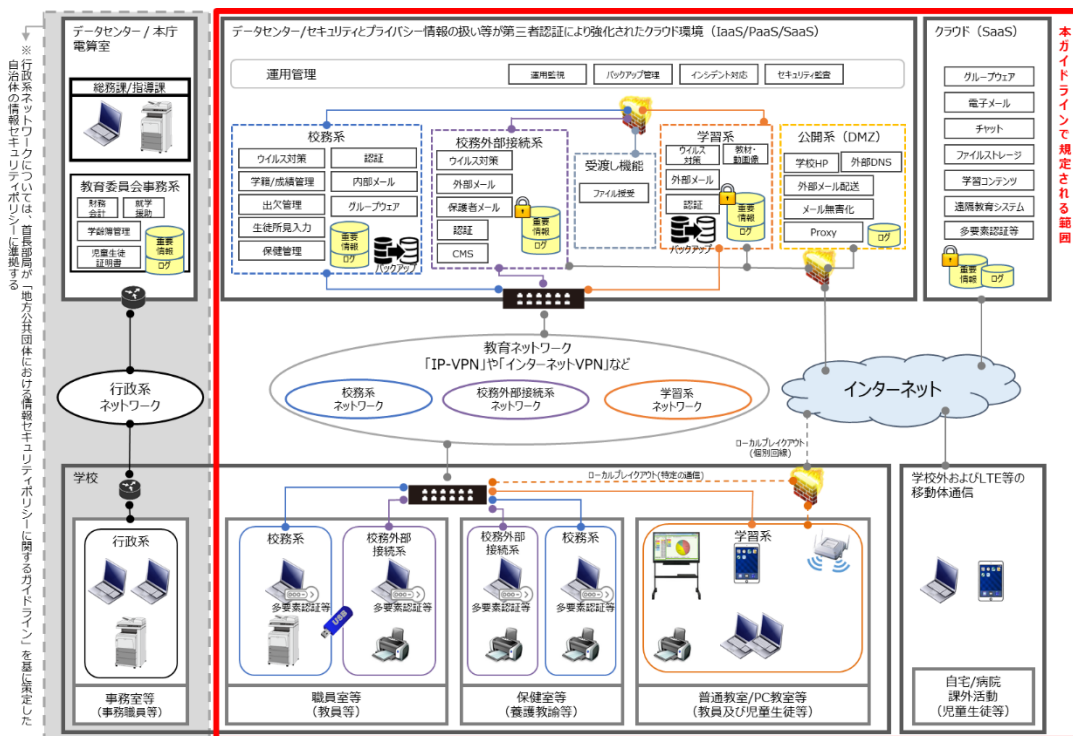 ※行政系ネットワークについては、首長部局が「地方公共団体における情報セキュリティポリシーに関するガイドライン」を基に策定した
自治体の情報セキュリティポリシーに準拠する
データセンター / 本庁
電算室
総務課/指導課
教育委員会事務系
財務
会計
就学
援助
学齢簿管理
児童生徒
証明書
重要
情報
ログ
行政系
ネットワーク
データセンター/セキュリティとプライバシー情報の扱い等が第三者認証により強化されたクラウド環境（IaaS/PaaS/SaaS）
運用管理
運用監視
バックアップ管理
インシデント対応
セキュリティ監査
校務系
ウイルス対策
認証
学籍/成績管理
内部メール
出欠管理
グループウェア
生徒所見入力
保健管理
重要
情報
ログ
バックアップ
校務外部接続系
ウイルス対策
外部メール
保護者メール
認証
CMS
重要
情報
ログ
受渡し機能
ファイル授受
学習系
ウイルス
対策
教材・
動画像
外部メール
認証
重要
情報
ログ
バックアップ
公開系（DMZ）
学校HP
外部DNS
外部メール配送
メール無害化
Proxy
ログ
クラウド（SaaS）
グループウェア
電子メール
チャット
ファイルストレージ
学習コンテンツ
遠隔教育システム
多要素認証等
重要
情報
ログ
本ガイドラインで規定される範囲
教育ネットワーク
「IP-VPN」や「インターネットVPN」など
校務系
ネットワーク
校務外部接続系
ネットワーク
学習系
ネットワーク
インターネット
ローカルブレイクアウト
(個別回線)
ローカルブレイクアウト(特定の通信)
学校
行政系
事務室等
（事務職員等）
校務系
多要素認証等
USB
校務外部
接続系
多要素認証等
職員室等
（教員等）
校務外部
接続系
多要素認証等
校務系
多要素認証等
保健室等
（養護教諭等）
学習系
普通教室/PC教室等
（教員及び児童生徒等）
学校外およびLTE等の
移動体通信
自宅/病院
課外活動
（児童生徒等）